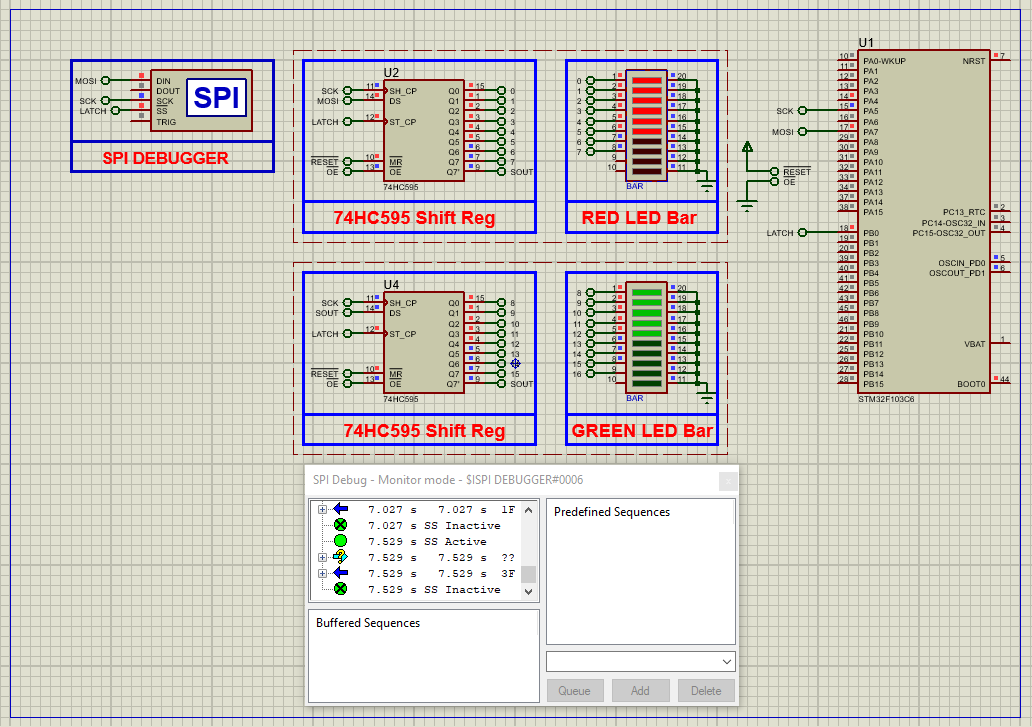 MOSI
SCK
LATCH
DIN
DOUT
SCK
SS
TRIG
SPI
SPI DEBUGGER
U2
SCK
MOSI
LATCH
RESET
OE
11
14
12
10
13
SH_CP
DS
ST_CP
MR
OE
Q0
Q1
Q2
Q3
Q4
Q5
Q6
Q7
Q7'
15
1
2
3
4
5
6
7
9
0
1
2
3
4
5
6
7
SOUT
74HC595
74HC595 Shift Reg
0
1
2
3
4
5
6
7
1
2
3
4
5
6
7
8
9
10
20
19
18
17
16
15
14
13
12
11
BAR
RED LED Bar
U4
SCK
SOUT
LATCH
RESET
OE
11
14
12
10
13
SH_CP
DS
ST_CP
MR
OE
Q0
Q1
Q2
Q3
Q4
Q5
Q6
Q7
Q7'
15
1
2
3
4
5
6
7
9
8
9
10
11
12
13
15
SOUT
74HC595
74HC595 Shift Reg
8
9
10
11
12
13
14
15
16
1
2
3
4
5
6
7
8
9
10
20
19
18
17
16
15
14
13
12
11
BAR
GREEN LED Bar
RESET
OE
U1
SCK
MOSI
LATCH
10
11
12
13
14
15
16
17
29
30
31
32
33
34
37
38
18
19
20
39
40
41
42
43
45
46
21
22
25
26
27
28
PA0-WKUP
PA1
PA2
PA3
PA4
PA5
PA6
PA7
PA8
PA9
PA10
PA11
PA12
PA13
PA14
PA15
PB0
PB1
PB2
PB3
PB4
PB5
PB6
PB7
PB8
PB9
PB10
PB11
PB12
PB13
PB14
PB15
NRST
7
PC13_RTC
2
PC14-OSC32_IN
3
PC15-OSC32_OUT
4
OSCIN_PD0
5
OSCOUT_PD1
6
VBAT
1
BOOT0
44
STM32F103C6
SPI Debug - Monitor mode - $ISPI DEBUGGER#0006
7.027 s 7.027 s 1F
7.027 s SS Inactive
7.529 s SS Active
7.529 s 7.529 s ??
7.529 s 7.529 s 3F
7.529 s SS Inactive
Predefined Sequences
Buffered Sequences
Queue
Add
Delete